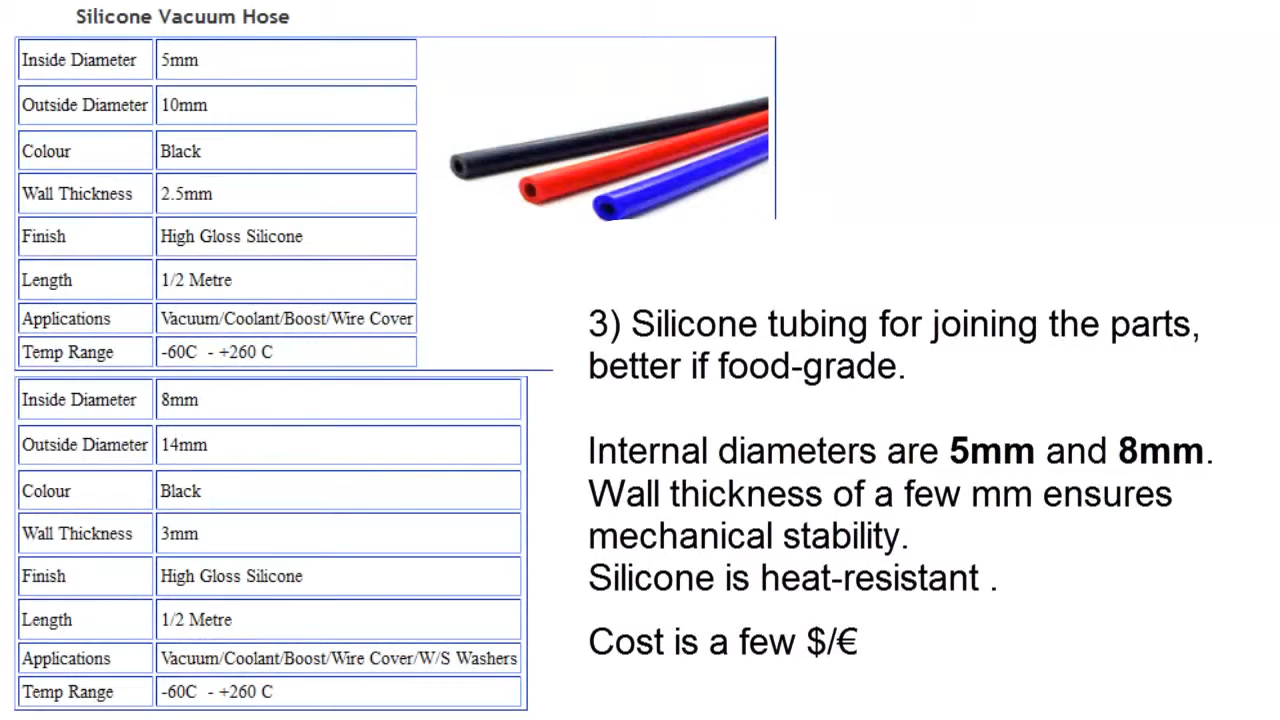 Silicone Vacuum Hose
Inside Diameter 5mm
Outside Diameter 10mm
Colour Black
Wall Thickness 2.5mm
Finish High Gloss Silicone
Length 1/2 Metre
Applications Vacuum/Coolant/Boost/Wire Cover
Temp Range -60C - +260 C
Inside Diameter 8mm
Outside Diameter 14mm
Colour Black
Wall Thickness 3mm
Finish High Gloss Silicone
Length 1/2 Metre
Applications Vacuum/Coolant/Boost/Wire Cover/W/S Washers
Temp Range -60C - +260 C
3) Silicone tubing for joining the parts,
better if food-grade.
Internal diameters are 5mm and 8mm.
Wall thickness of a few mm ensures
mechanical stability.
Silicone is heat-resistant .
Cost is a few $/€